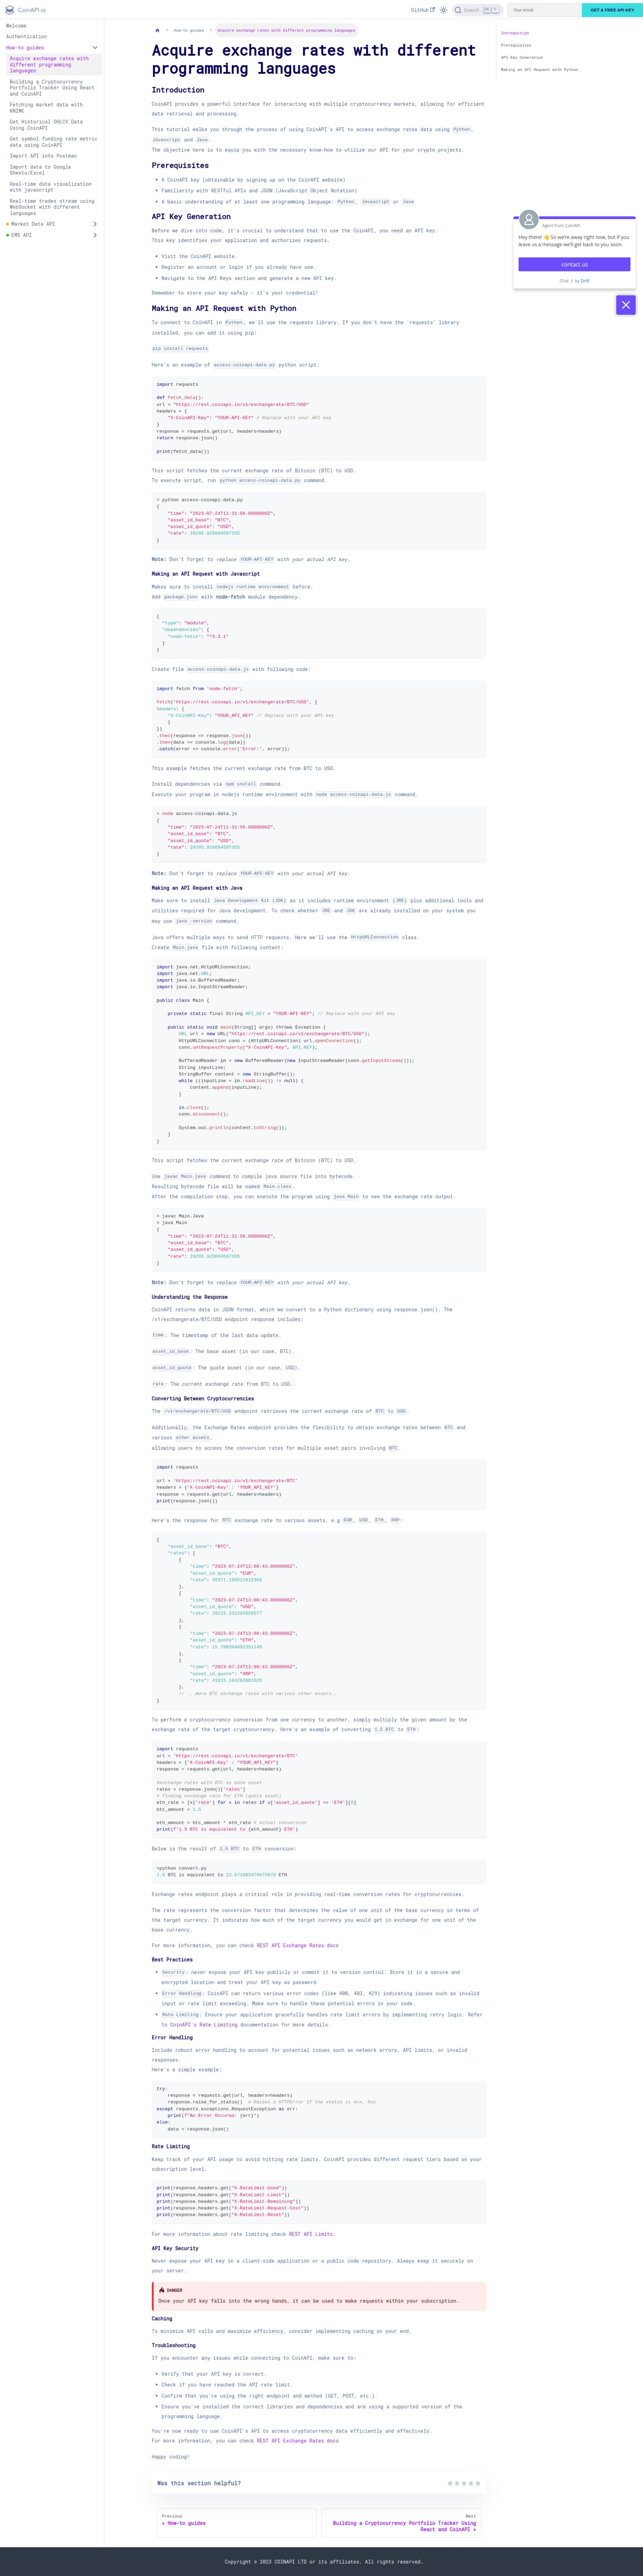 CoinAPI.io
Github
Search
Your email
GET A FREE API KEY
Welcome
Authentication
How-to guides
Acquire exchange rates with different programming languages
Building a Cryptocurrency Portfolio Tracker Using React and CoinAPI
Fetching market data with KNIME
Get Historical OHLCV Data Using CoinAPI
Get symbol funding rate metric data using CoinAPI
Import API into Postman
Import data to Google Sheets/Excel
Real-time data visualization with javascript
Real-time trades stream using WebSocket with different languages
Market Data API
EMS API
How-to guides
Acquire exchange rates with different programming languages
Acquire exchange rates with different
programming languages
Introduction
CoinAPI provides a powerful interface for interacting with multiple cryptocurrency markets, allowing for efficient
data retrieval and processing.
This tutorial walks you through the process of using CoinAPI's API to access exchange rates data using Python,
Javascript and Java.
The objective here is to equip you with the necessary know-how to utilize our API for your crypto projects.
Prerequisites
A CoinAPI key (obtainable by signing up on the CoinAPI website)
Familiarity with RESTful APIs and JSON (JavaScript Object Notation)
A basic understanding of at least one programming language: Python, Javascript or Java
API Key Generation
Before we dive into code, it's crucial to understand that to use the CoinAPI, you need an API key.
This key identifies your application and authorizes requests.
Visit the CoinAPI website.
Register an account or login if you already have one.
Navigate to the API Keys section and generate a new API key.
Remember to store your key safely - it's your credential!
Making an API Request with Python
To connect to CoinAPI in Python, we'll use the requests library. If you don't have the 'requests' library
installed, you can add it using pip:
pip install requests
Here's an example of access-coinapi-data.py python script:
import requests
def fetch_data():
url = "https://rest.coinapi.io/v1/exchangerate/BTC/USD"
headers = {
"X-CoinAPI-Key": "YOUR-API-KEY" # Replace with your API key
}
response = requests.get(url, headers=headers)
return response.json()
print(fetch_data())
This script fetches the current exchange rate of Bitcoin (BTC) to USD.
To execute script, run python access-coinapi-data.py command.
> python access-coinapi-data.py
{
"time": "2023-07-24T11:31:56.0000000Z",
"asset_id_base": "BTC",
"asset_id_quote": "USD",
"rate": 29205.929694597355
}
Note: Don't forget to replace YOUR-API-KEY with your actual API key.
Making an API Request with Javascript
Makes sure to install nodejs runtime environment before.
Add package.json with node-fetch module dependency.
{
"type": "module",
"dependencies": {
"node-fetch": "^3.3.1"
}
}
Create file access-coinapi-data.js with following code:
import fetch from 'node-fetch';
fetch('https://rest.coinapi.io/v1/exchangerate/BTC/USD', {
headers: {
"X-CoinAPI-Key": "YOUR_API_KEY" // Replace with your API key
}
})
.then(response => response.json())
.then(data => console.log(data))
.catch(error => console.error('Error:', error));
This example fetches the current exchange rate from BTC to USD.
Install dependencies via npm install command.
Execute your program in nodejs runtime environment with node access-coinapi-data.js command.
> node access-coinapi-data.js
{
"time": "2023-07-24T11:31:56.0000000Z",
"asset_id_base": "BTC",
"asset_id_quote": "USD",
"rate": 29205.929694597355
}
Note: Don't forget to replace YOUR-API-KEY with your actual API key.
Making an API Request with Java
Make sure to install Java Development Kit (JDK) as it includes runtime environment (JRE) plus additional tools and
utilities required for Java development. To check whether JRE and JDK are already installed on your system you
may use java -version command.
Java offers multiple ways to send HTTP requests. Here we'll use the HttpURLConnection class.
Create Main.java file with following content:
import java.net.HttpURLConnection;
import java.net.URL;
import java.io.BufferedReader;
import java.io.InputStreamReader;
public class Main {
private static final String API_KEY = "YOUR-API-KEY"; // Replace with your API key
public static void main(String[] args) throws Exception {
URL url = new URL("https://rest.coinapi.io/v1/exchangerate/BTC/USD");
HttpURLConnection conn = (HttpURLConnection) url.openConnection();
conn.setRequestProperty("X-CoinAPI-Key", API_KEY);
BufferedReader in = new BufferedReader(new InputStreamReader(conn.getInputStream()));
String inputLine;
StringBuffer content = new StringBuffer();
while ((inputLine = in.readLine()) != null) {
content.append(inputLine);
}
in.close();
conn.disconnect();
System.out.println(content.toString());
}
}
This script fetches the current exchange rate of Bitcoin (BTC) to USD.
Use javac Main.java command to compile java source file into bytecode.
Resulting bytecode file will be named Main.class.
After the compilation step, you can execute the program using java Main to see the exchange rate output.
> javac Main.Java
> java Main
{
"time": "2023-07-24T11:31:56.0000000Z",
"asset_id_base": "BTC",
"asset_id_quote": "USD",
"rate": 29205.929694597355
}
Note: Don't forget to replace YOUR-API-KEY with your actual API key.
Understanding the Response
CoinAPI returns data in JSON format, which we convert to a Python dictionary using response.json(). The
/v1/exchangerate/BTC/USD endpoint response includes:
time: The timestamp of the last data update.
asset_id_base: The base asset (in our case, BTC).
asset_id_quote: The quote asset (in our case, USD).
rate: The current exchange rate from BTC to USD.
Converting Between Cryptocurrencies
The /v1/exchangerate/BTC/USD endpoint retrieves the current exchange rate of BTC to USD.
Additionally, the Exchange Rates endpoint provides the flexibility to obtain exchange rates between BTC and
various other assets,
allowing users to access the conversion rates for multiple asset pairs involving BTC.
import requests
url = 'https://rest.coinapi.io/v1/exchangerate/BTC'
headers = {'X-CoinAPI-Key' : 'YOUR_API_KEY'}
response = requests.get(url, headers=headers)
print(response.json())
Here's the response for BTC exchange rate to various assets, e.g EUR, USD, ETH, XRP:
{
"asset_id_base": "BTC",
"rates": [
{
"time": "2023-07-24T13:08:43.0000000Z",
"asset_id_quote": "EUR",
},
{
"time": "2023-07-24T13:08:43.0000000Z",
"asset_id_quote": "USD",
},
{
"time": "2023-07-24T13:08:43.0000000Z",
"asset_id_quote": "ETH",
},
{
"time": "2023-07-24T13:08:43.0000000Z",
"asset_id_quote": "XRP",
},
// ...more BTC exchange rates with various other assets...
}
To perform a cryptocurrency conversion from one currency to another, simply multiply the given amount by the
exchange rate of the target cryptocurrency. Here's an example of converting 1.5 BTC to ETH:
import requests
url = 'https://rest.coinapi.io/v1/exchangerate/BTC'
headers = {'X-CoinAPI-Key' : "YOUR_API_KEY"}
response = requests.get(url, headers=headers)
#exchange rates with BTC as base asset
rates = response.json()['rates']
# Finding exchange rate for ETH (quote asset)
eth_rate = [x['rate'] for x in rates if x['asset_id_quote'] == 'ETH'][0]
btc_amount = 1.5
eth_amount = btc_amount * eth_rate # actual conversion
print(f'1.5 BTC is equivalent to {eth_amount} ETH')
Below is the result of 1.5 BTC to ETH conversion:
>python convert.py
1.5 BTC is equivalent to ETH
Exchange rates endpoint plays a critical role in providing real-time conversion rates for cryptocurrencies.
The rate represents the conversion factor that determines the value of one unit of the base currency in terms of
the target currency. It indicates how much of the target currency you would get in exchange for one unit of the
base currency.
For more information, you can check REST API Exchange Rates docs
Best Practices
Security: never expose your API key publicly or commit it to version control. Store it in a secure and
encrypted location and treat your API key as password.
Error Handling: CoinAPI can return various error codes (like 400, 403, 429) indicating issues such as invalid
input or rate limit exceeding. Make sure to handle these potential errors in your code.
Rate Limiting: Ensure your application gracefully handles rate limit errors by implementing retry logic. Refer
to CoinAPI's Rate Limiting documentation for more details.
Error Handling
Include robust error handling to account for potential issues such as network errors, API limits, or invalid
responses.
Here's a simple example:
try:
response = requests.get(url, headers=headers)
response.raise_for_status() # Raises a HTTPError if the status is 4xx, 5xx
except requests.exceptions.RequestException as err:
print(f"An Error Occured: {err}")
else:
data = response.json()
Rate Limiting
Keep track of your API usage to avoid hitting rate limits. CoinAPI provides different request tiers based on your
subscription level.
print(response.headers.get("X-RateLimit-Used"))
print(response.headers.get("X-RateLimit-Limit"))
print(response.headers.get("X-RateLimit-Remaining"))
print(response.headers.get("X-RateLimit-Request-Cost"))
print(response.headers.get("X-RateLimit-Reset"))
For more information about rate limiting check REST API Limits.
API Key Security
Never expose your API key in a client-side application or a public code repository. Always keep it securely on
your server.
DANGER
Once your API key falls into the wrong hands, it can be used to make requests within your subscription.
Caching
To minimize API calls and maximize efficiency, consider implementing caching on your end.
Troubleshooting
If you encounter any issues while connecting to CoinAPI, make sure to:
Verify that your API key is correct.
Check if you have reached the API rate limit.
Confirm that you're using the right endpoint and method (GET, POST, etc.).
Ensure you've installed the correct libraries and dependencies and are using a supported version of the
programming language.
You're now ready to use CoinAPI's API to access cryptocurrency data efficiently and effectively.
For more information, you can check REST API Exchange Rates docs
Happy coding!
Was this section helpful?
Previous
« How-to guides
Next
Building a Cryptocurrency Portfolio Tracker Using
React and CoinAPI »
Introduction
Prerequisites
API Key Generation
Making an API Request with Python
Agent from CoinAPI
Hey there! 👋 So we're away right now, but if you
leave us a message we'll get back to you soon.
contact us
Chat ⚡ by Drift
Copyright © 2023 COINAPI LTD or its affiliates. All rights reserved.